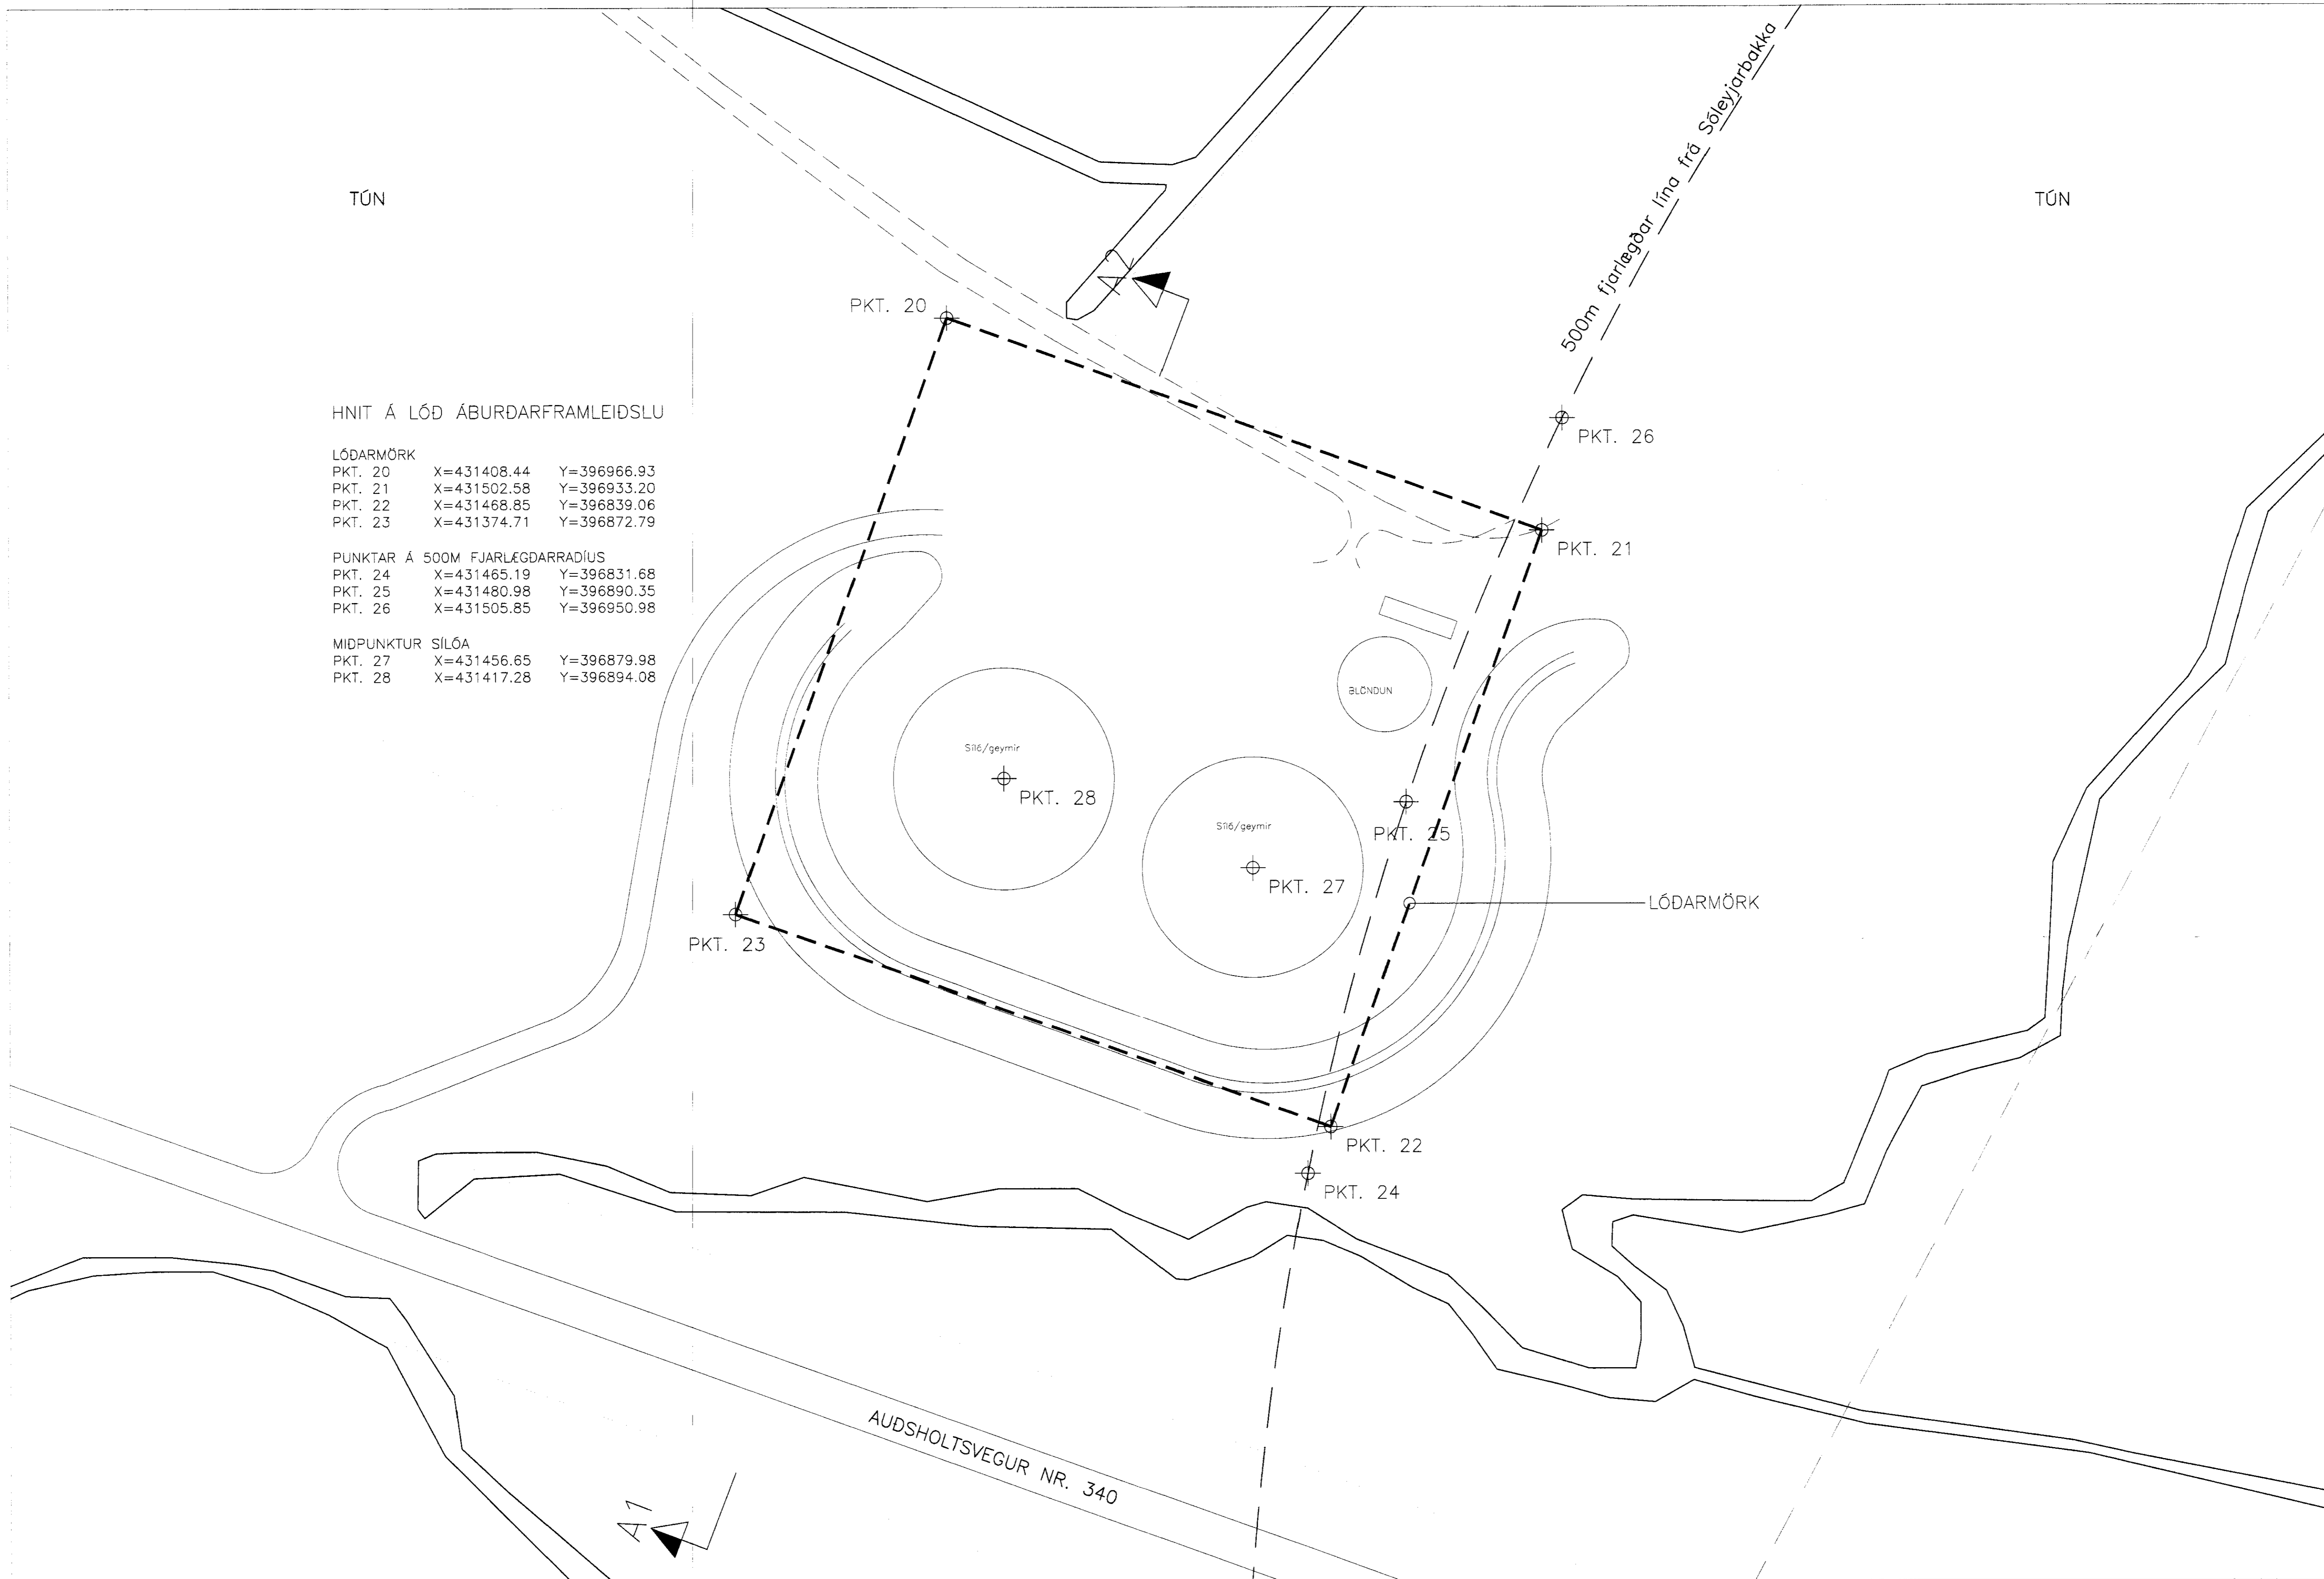 500m fjarlægðar lína frá Sóleyjarbakka
TÚN
TÚN
A2
PKT. 20
HNIT Á LÓÐ ÁBURÐARFRAMLEIÐSLU
LÓÐARMÖRK
PKT. 20 X=431408.44 Y=396966.93
PKT. 21 X=431502.58 Y=396933.20
PKT. 22 X=431468.85 Y=396839.06
PKT. 23 X=431374.71 Y=396872.79
PUNKTAR Á 500M FJARLÆGÐARRADÍUS
PKT. 24 X=431465.19 Y=396831.68
PKT. 25 X=431480.98 Y=396890.35
PKT. 26 X=431505.85 Y=396950.98
MIÐPUNKTUR SÍLÓA
PKT. 27 X=431456.65 Y=396879.98
PKT. 28 X=431417.28 Y=396894.08
PKT. 26
PKT. 21
BLÖNDUN
Síló/geymir
PKT. 28
Síló/geymir
PKT. 25
PKT. 27
LÓÐARMÖRK
PKT. 23
PKT. 22
PKT. 24
AUÐSHOLTSVEGUR NR. 340
A1